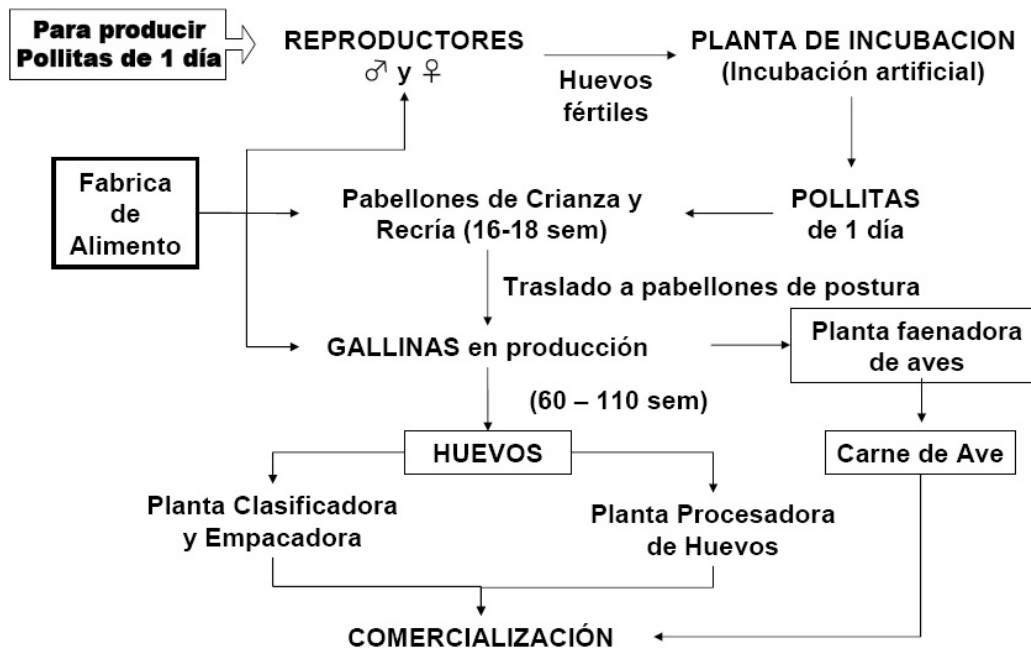 Para producir
Pollitas de 1 día
REPRODUCTORES
♂ y ♀
Huevos
fértiles
PLANTA DE INCUBACION
(Incubación artificial)
Fabrica
de
Alimento
Pabellones de Crianza y
Recría (16-18 sem)
POLLITAS
de 1 día
Traslado a pabellones de postura
GALLINAS en producción
Planta faenadora
de aves
(60 – 110 sem)
HUEVOS
Carne de Ave
Planta Clasificadora
y Empacadora
Planta Procesadora
de Huevos
COMERCIALIZACIÓN